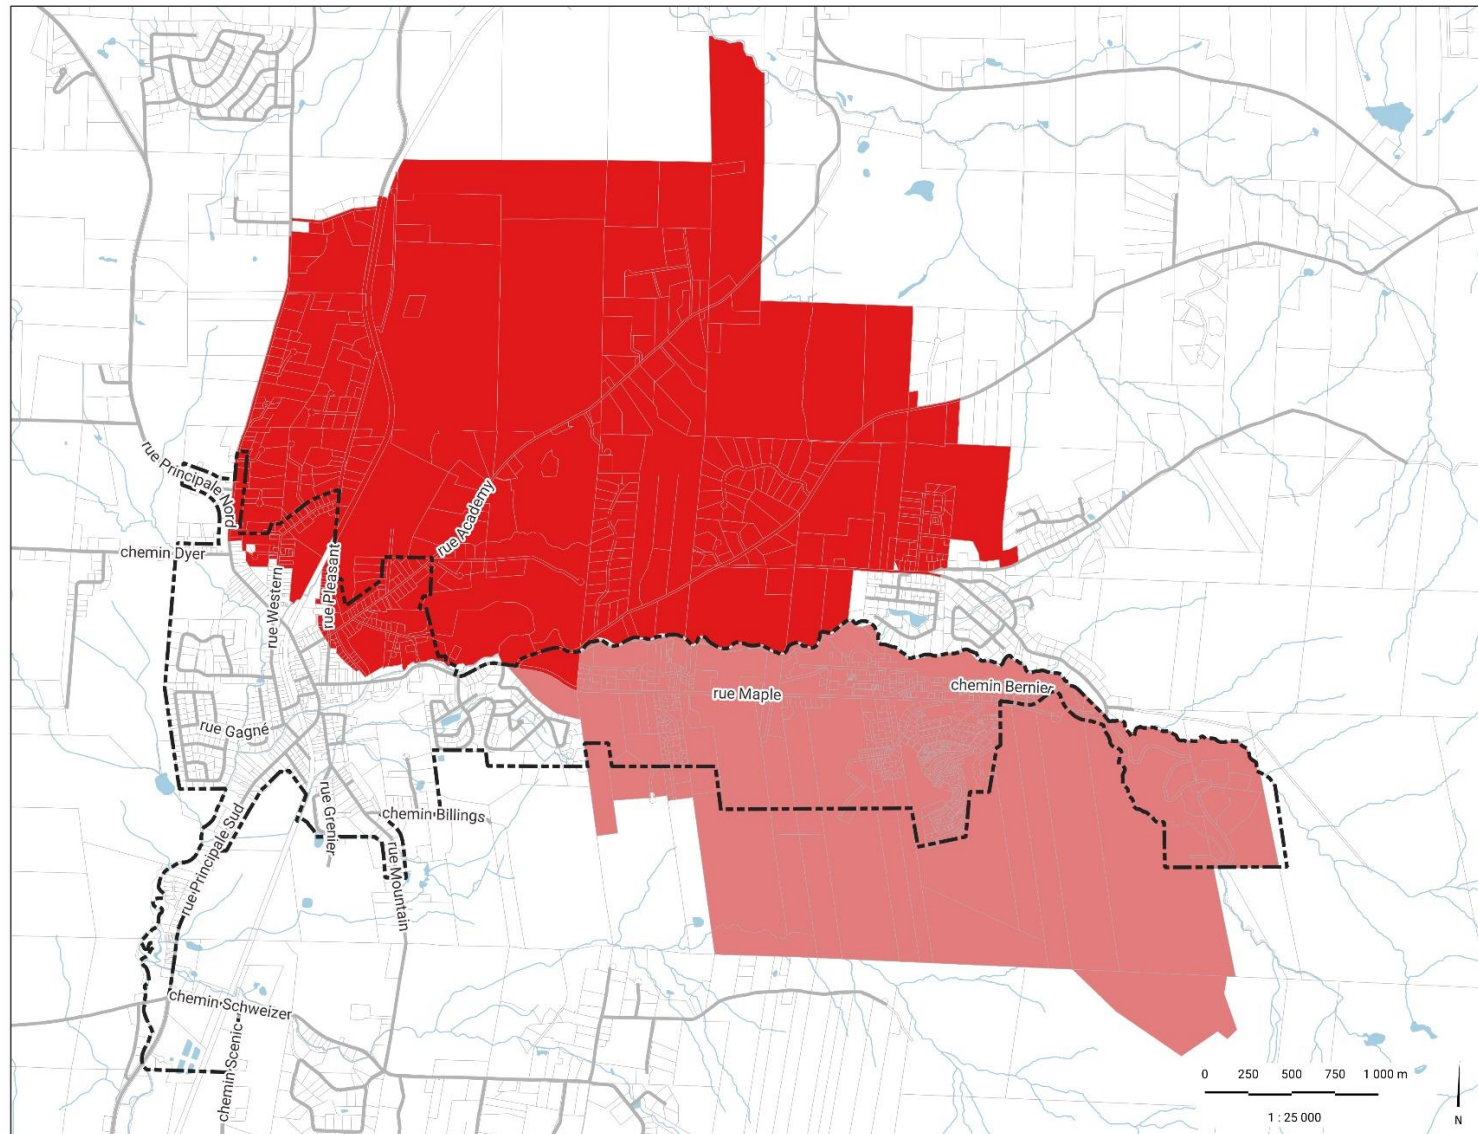 rue Principale Nord
chemin Dyer
rue Western
rue Pleasant
rue Academy
rue Maple
chemin Bernier
rue Gagné
rue Principale Sud
rue Grenier
chemin Billings
rue Mountain
chemin Schweizer
chemin Scenic
0 250 500 750 1 000 m
1 : 25 000
N